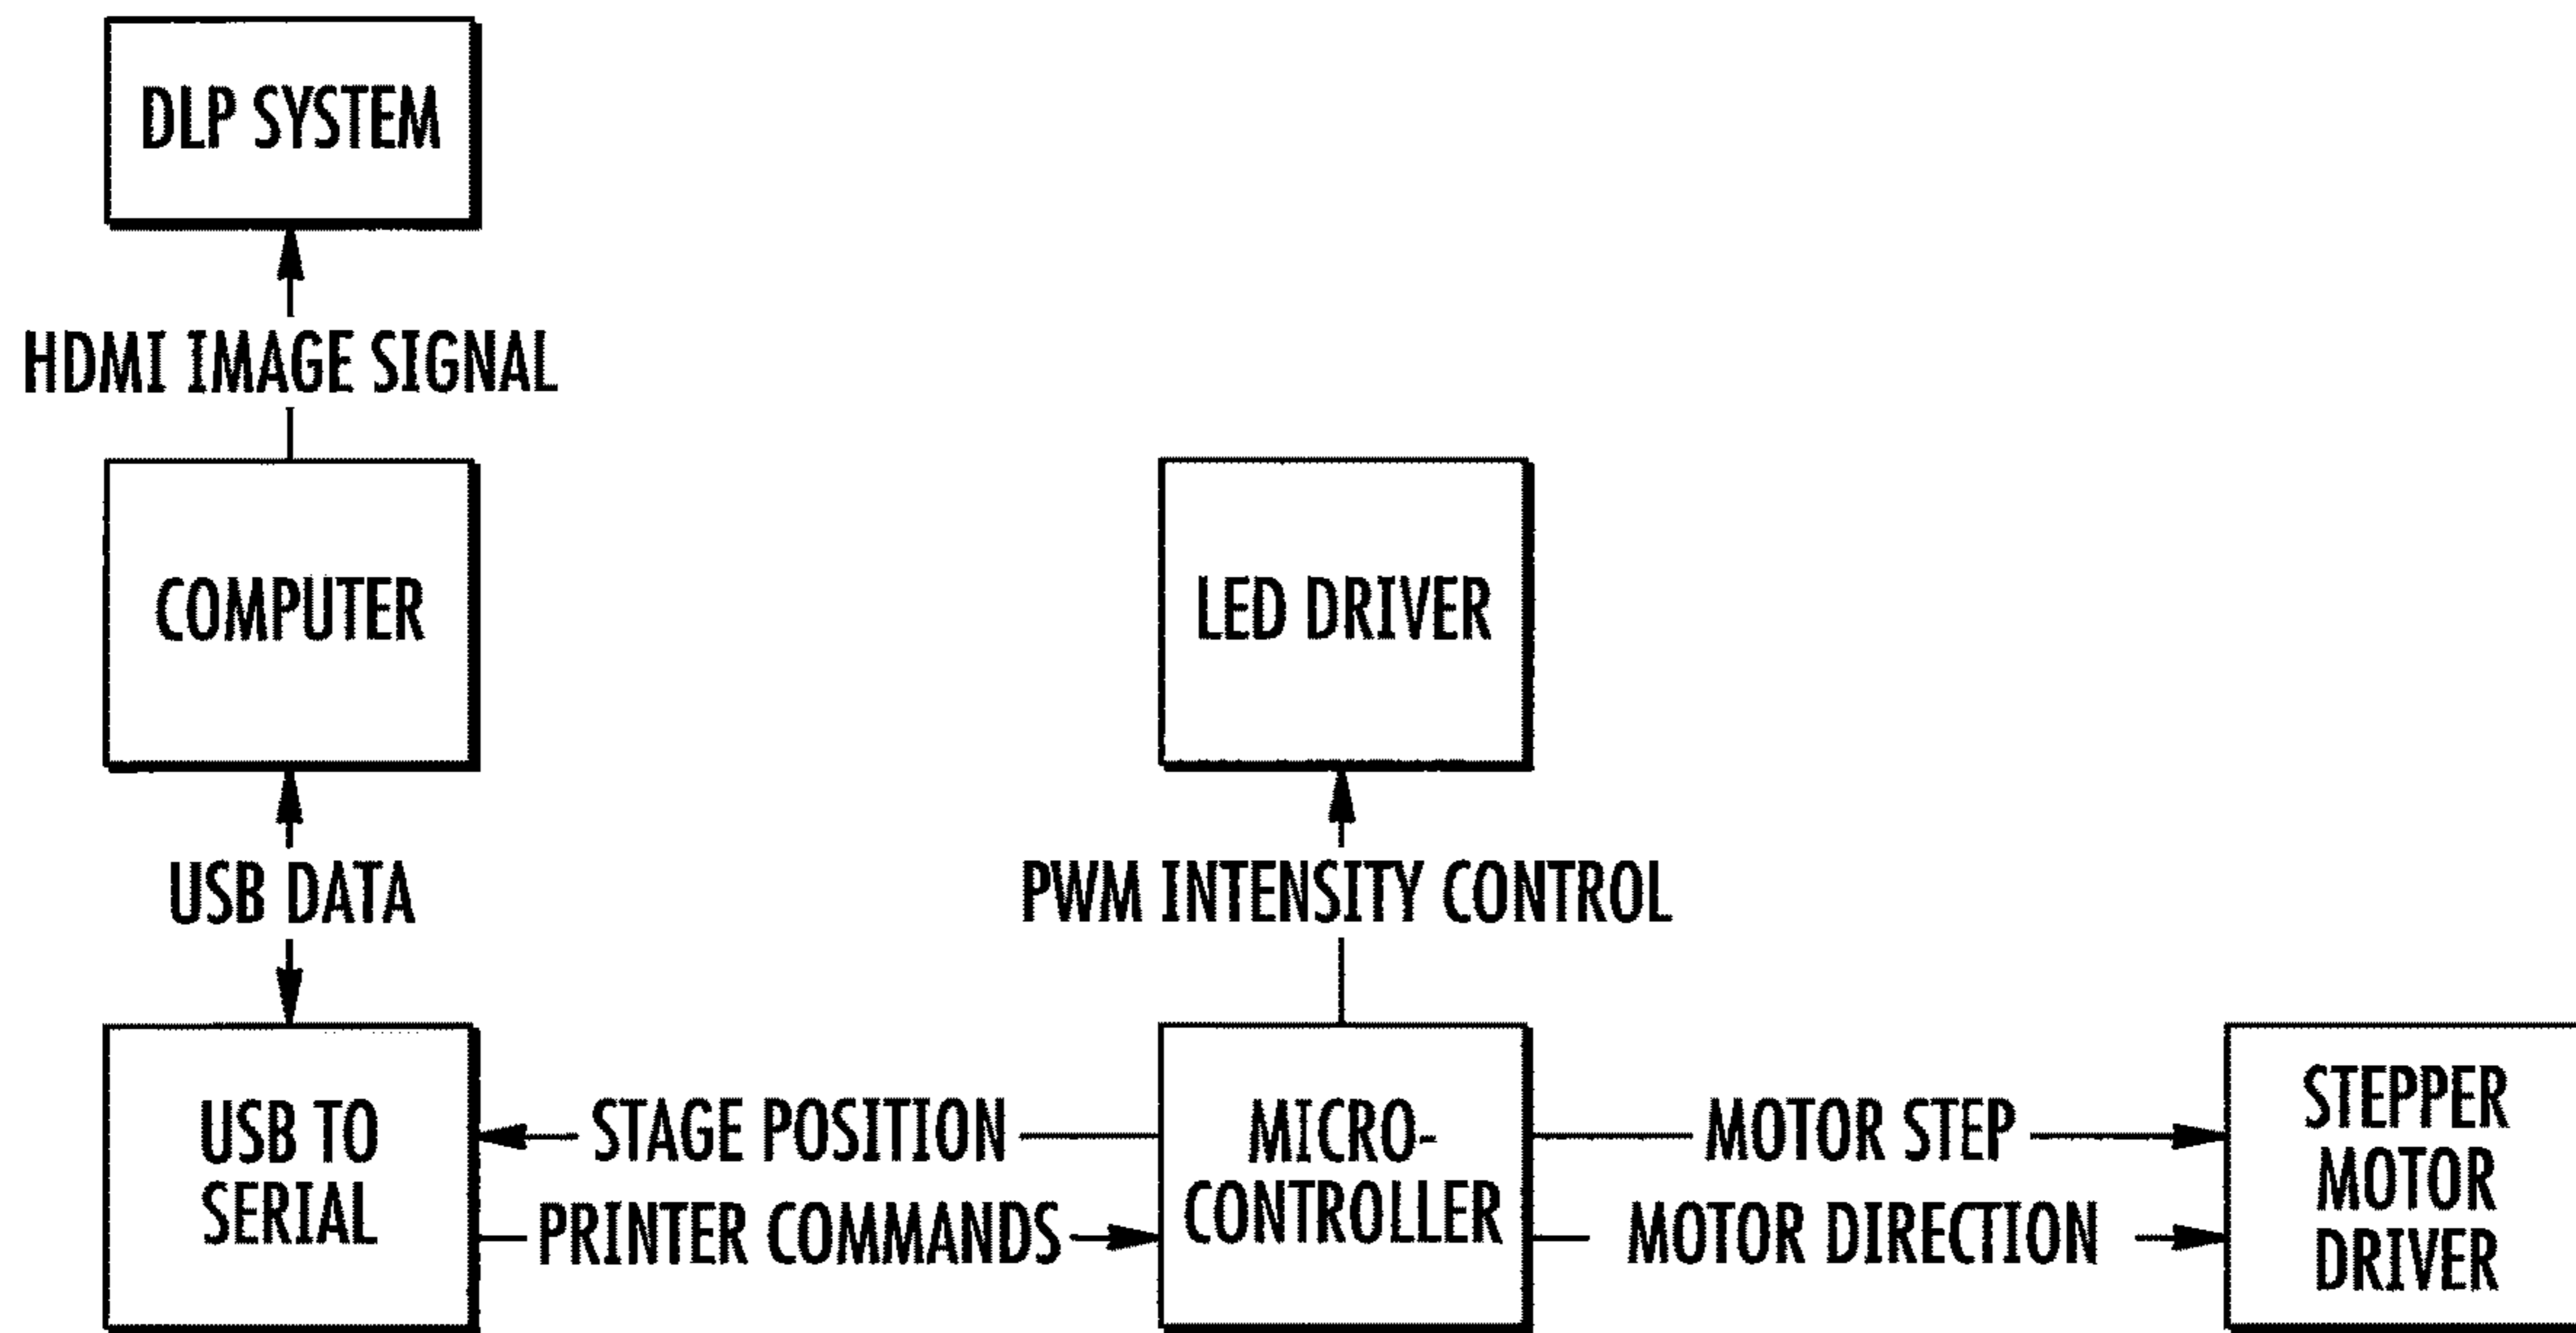 DLP SYSTEM
HDMI IMAGE SIGNAL
COMPUTER
LED DRIVER
USB DATA
PWM INTENSITY CONTROL
USB TO
SERIAL
STAGE POSITION
PRINTER COMMANDS
MICRO-
CONTROLLER
MOTOR STEP
MOTOR DIRECTION
STEPPER
MOTOR
DRIVER